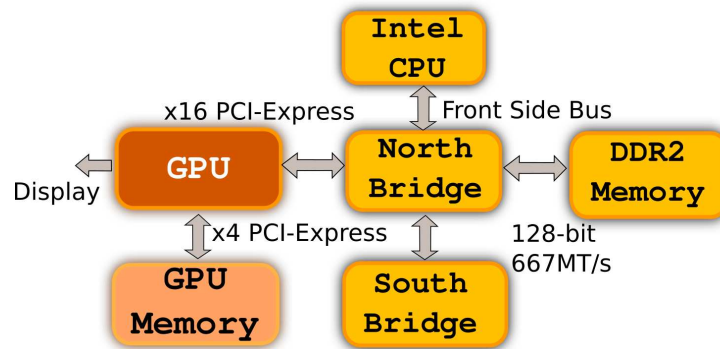 Intel
CPU
x16 PCI-Express
Front Side Bus
GPU
North
Bridge
DDR2
Memory
Display
x4 PCI-Express
128-bit
667MT/s
GPU
Memory
South
Bridge